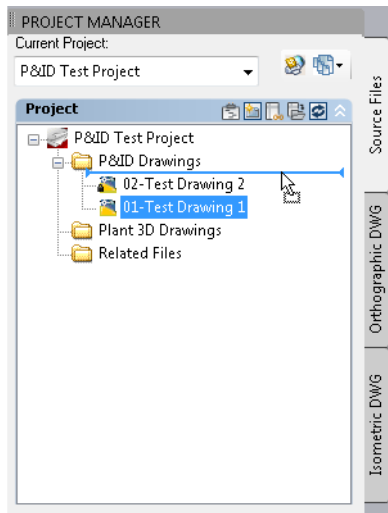 PROJECT MANAGER
Current Project:
P&ID Test Project
Project
P&ID Test Project
P&ID Drawings
02-Test Drawing 2
01-Test Drawing 1
Plant 3D Drawings
Related Files
Source Files
Orthographic DWG
Isometric DWG